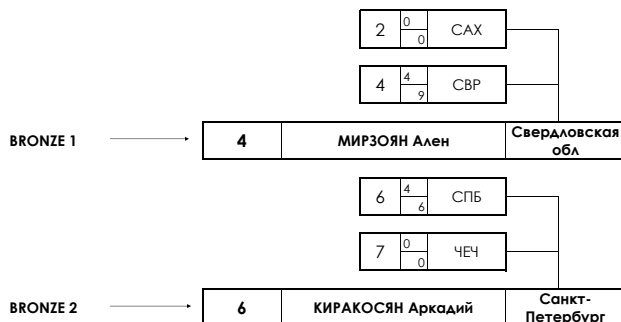 2 0 0 САХ
4 4 9 СВР
BRONZE 1 4 МИРЗОЯН Ален Свердловская
обл
6 4 6 СПБ
7 0 0 ЧЕЧ
BRONZE 2 6 КИРАКОСЯН Аркадий Санкт-
Петербург